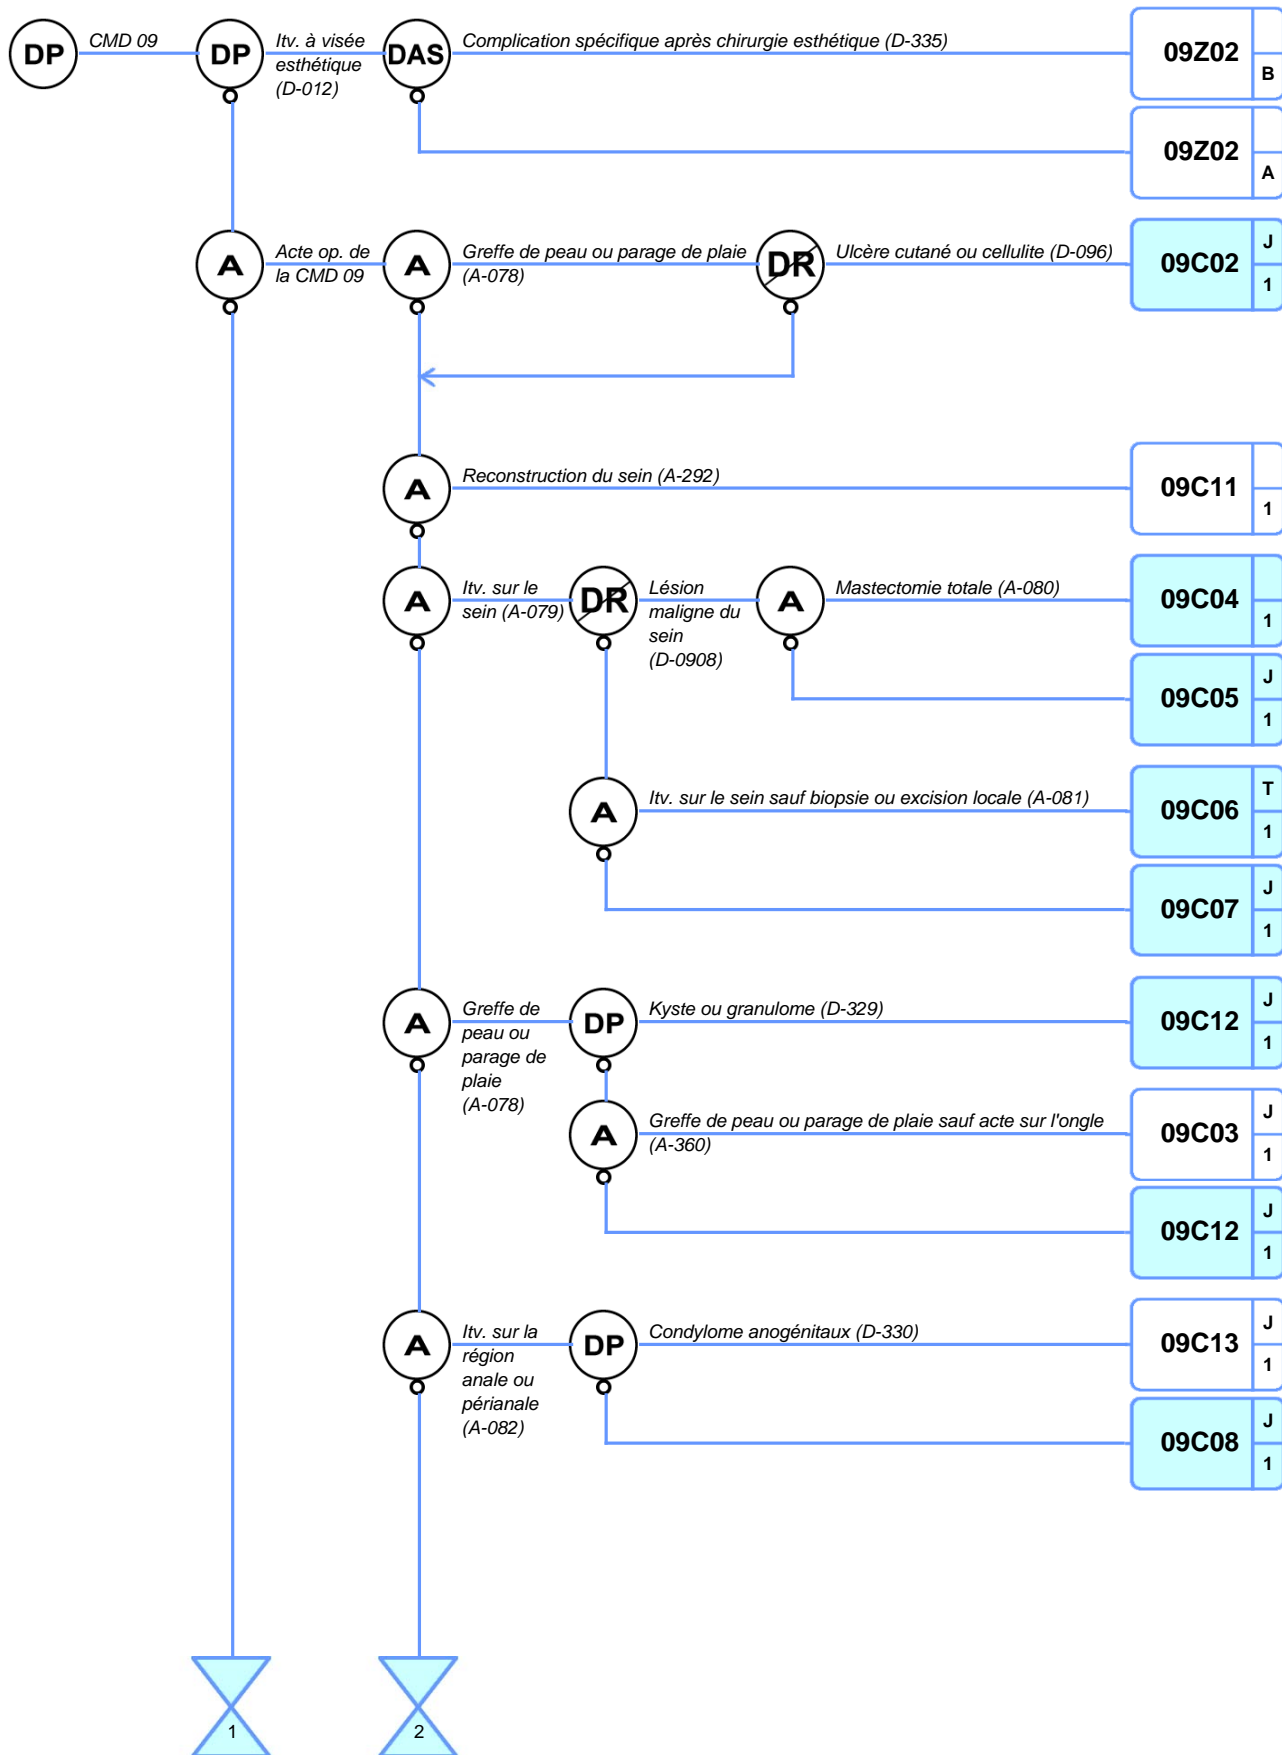 DP
CMD 09
DP
Itv. à visée
esthétique
(D-012)
DAS
Complication spécifique après chirurgie esthétique (D-335)
09Z02
B
09Z02
A
A
Acte op. de
la CMD 09
A
Greffe de peau ou parage de plaie
(A-078)
DR
Ulcère cutané ou cellulite (D-096)
09C02
J
1
A
Reconstruction du sein (A-292)
09C11
1
A
Itv. sur le
sein (A-079)
DR
Lésion
maligne du
sein
(D-0908)
A
Mastectomie totale (A-080)
09C04
1
09C05
J
1
A
Itv. sur le sein sauf biopsie ou excision locale (A-081)
09C06
T
1
09C07
J
1
A
Greffe de
peau ou
parage de
plaie
(A-078)
DP
Kyste ou granulome (D-329)
09C12
J
1
A
Greffe de peau ou parage de plaie sauf acte sur l'ongle
(A-360)
09C03
J
1
09C12
J
1
A
Itv. sur la
région
anale ou
périanale
(A-082)
DP
Condylome anogénitaux (D-330)
09C13
J
1
09C08
J
1
1
2